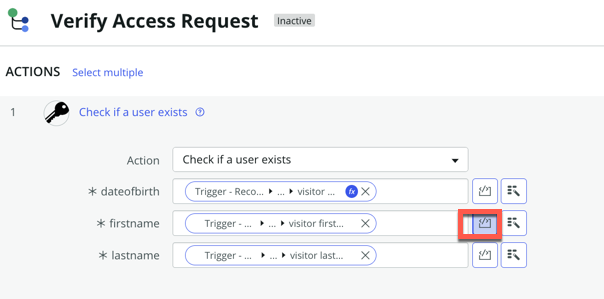 Verify Access Request Inactive
ACTIONS Select multiple
1 Check if a user exists
Action Check if a user exists
* dateofbirth Trigger - Reco... ... visitor ... fx
* firstname Trigger - ... ... visitor first...
* lastname Trigger - ... ... visitor last...